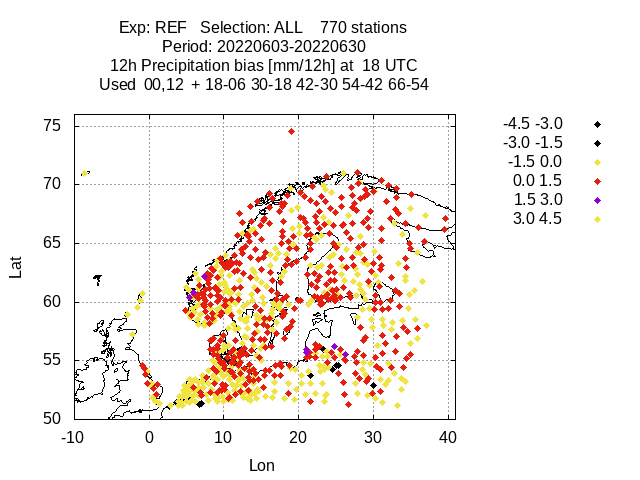 Exp: REF Selection: ALL 770 stations
Period: 20220603-20220630
12h Precipitation bias [mm/12h] at 18 UTC
Used 00,12 + 18-06 30-18 42-30 54-42 66-54
-4.5 -3.0
-3.0 -1.5
-1.5 0.0
0.0 1.5
1.5 3.0
3.0 4.5
75
70
65
60
55
50
Lat
-10 0 10 20 30 40
Lon